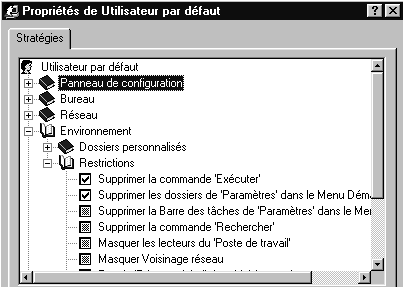 Propriétés de Utilisateur par défaut
Stratégies
Utilisateur par défaut
Panneau de configuration
Bureau
Réseau
Environnement
Dossiers personnalisés
Restrictions
Supprimer la commande 'Exécuter'
Supprimer les dossiers de 'Paramètres' dans le Menu Dém
Supprimer la Barre des tâches de 'Paramètres' dans le Me
Supprimer la commande 'Rechercher'
Masquer les lecteurs du 'Poste de travail'
Masquer Voisinage réseau